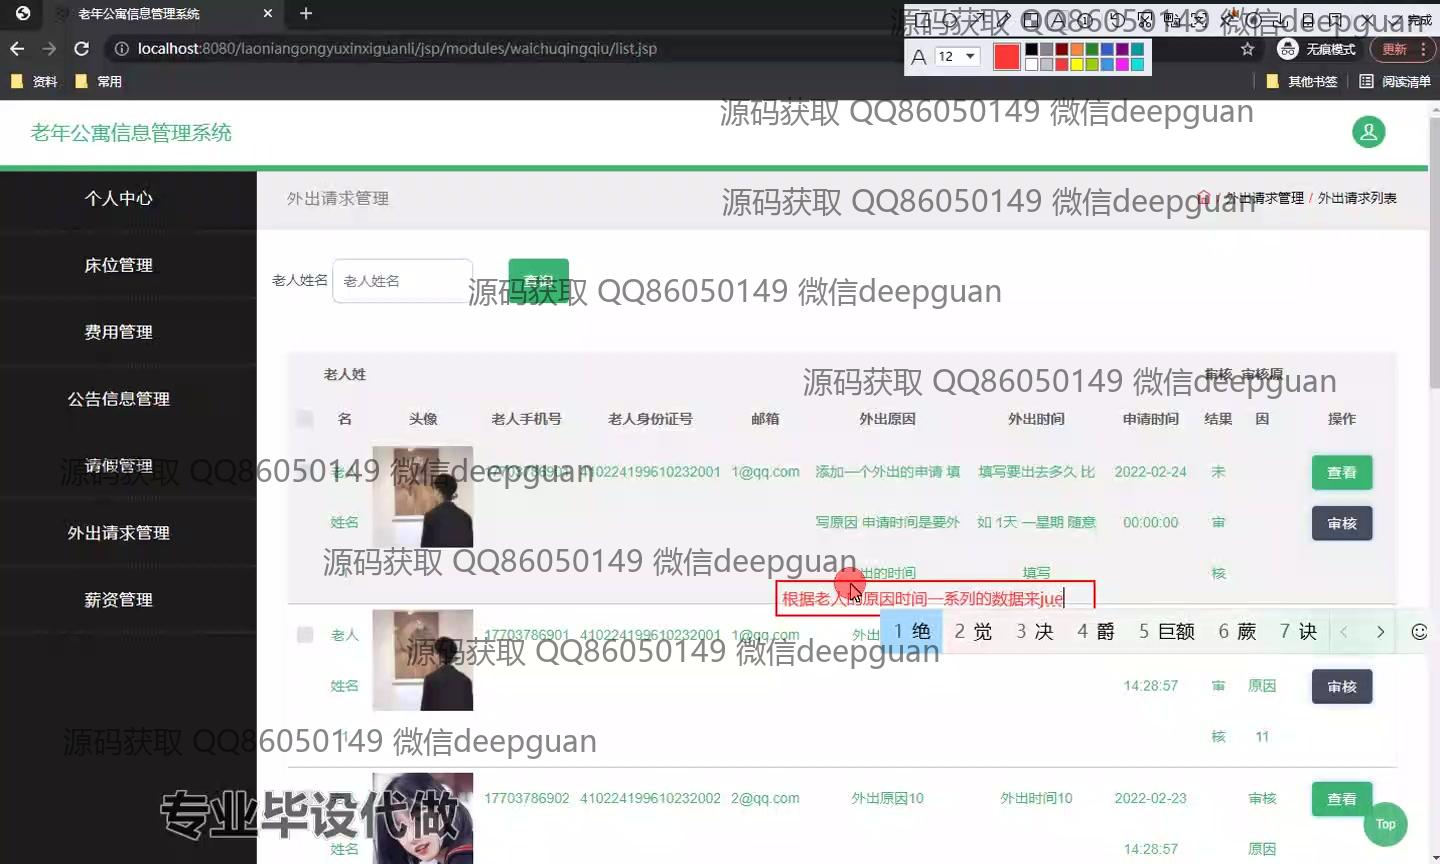 老年公寓信息管理系统
完成
localhost:8080/laoniangongyuxinxiguanli/jsp/modules/waichuqingqiu/list.jsp
A 12
无痕模式
更新
资料
常用
其他书签
阅读清单
源码获取 QQ86050149 微信deepguan
源码获取 QQ86050149 微信deepguan
老年公寓信息管理系统
个人中心
床位管理
费用管理
公告信息管理
请假管理
外出请求管理
薪资管理
外出请求管理
源码获取 QQ86050149 微信deepguan
/ 外出请求管理 / 外出请求列表
老人姓名
老人姓名
查询
源码获取 QQ86050149 微信deepguan
源码获取 QQ86050149 微信deepguan
老人姓名 头像 老人手机号 老人身份证号 邮箱 外出原因 外出时间 申请时间 审核结果 审核原因 操作
源码获取 QQ86050149 微信deepguan
老人 17703786901 410224199610232001 1@qq.com 添加一个外出的申请 填 填写要出去多久 比 2022-02-24 未 查看
姓名 写原因 申请时间是要外 如 1天 一星期 随意 00:00:00 审 审核
出的时间 填写 核
源码获取 QQ86050149 微信deepguan
根据老人的原因时间一系列的数据来jue
1 绝 2 觉 3 决 4 爵 5 巨额 6 蕨 7 诀
老人 17703786901 410224199610232001 1@qq.com 外出
源码获取 QQ86050149 微信deepguan
姓名 14:28:57 审 原因 审核
1 核 11
源码获取 QQ86050149 微信deepguan
17703786902 410224199610232002 2@qq.com 外出原因10 外出时间10 2022-02-23 审核 查看
姓名 14:28:57 原因
专业毕设代做
Top